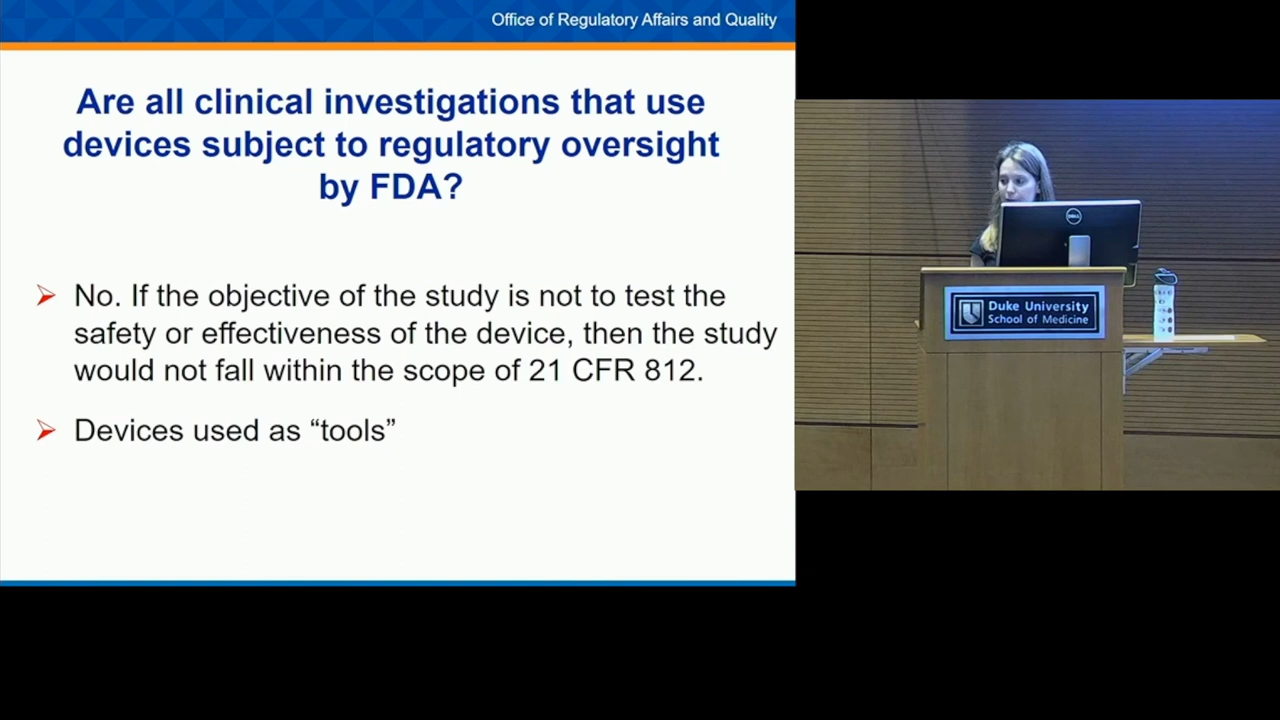 Office of Regulatory Affairs and Quality
Are all clinical investigations that use
devices subject to regulatory oversight
by FDA?
No. If the objective of the study is not to test the
safety or effectiveness of the device, then the study
would not fall within the scope of 21 CFR 812.
Devices used as “tools”
DELL
Duke University
School of Medicine